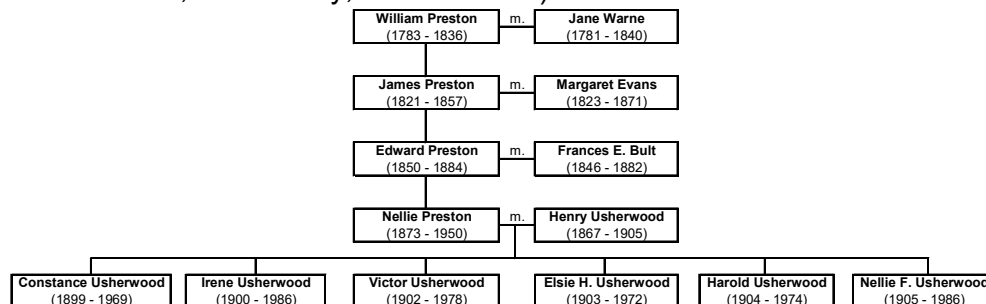 William Preston m. Jane Warne
(1783 - 1836) (1781 - 1840)
James Preston m. Margaret Evans
(1821 - 1857) (1823 - 1871)
Edward Preston m. Frances E. Bult
(1850 - 1884) (1846 - 1882)
Nellie Preston m. Henry Usherwood
(1873 - 1950) (1867 - 1905)
Constance Usherwood Irene Usherwood Victor Usherwood Elsie H. Usherwood Harold Usherwood Nellie F. Usherwood
(1899 - 1969) (1900 - 1986) (1902 - 1978) (1903 - 1972) (1904 - 1974) (1905 - 1986)